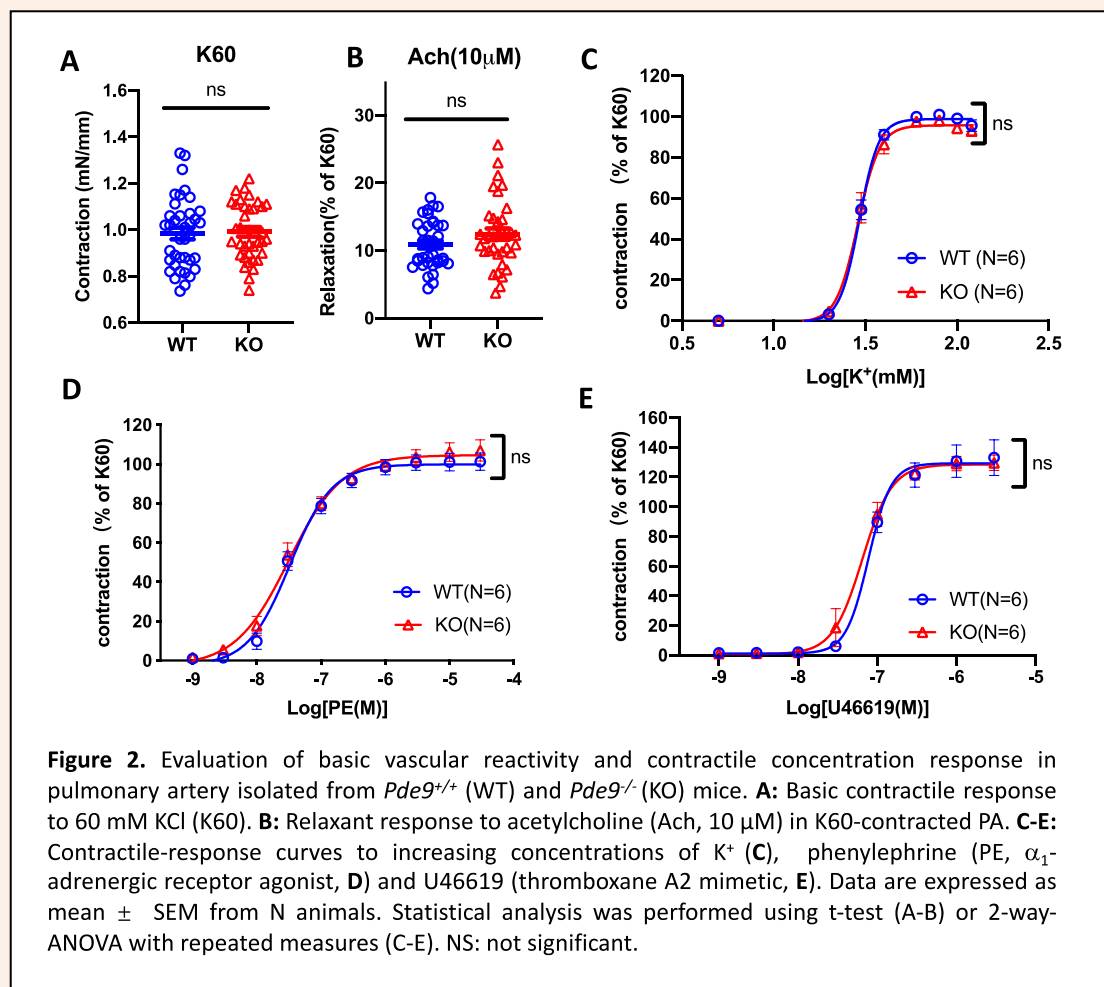 A
K60
ns
Contraction (mN/mm)
1.6
1.4
1.2
1.0
0.8
0.6
WT
KO
B
Ach(10μM)
ns
Relaxation(% of K60)
30
20
10
0
WT
KO
C
contraction (% of K60)
120
100
80
60
40
20
0
ns
WT (N=6)
KO (N=6)
0.5 1.0 1.5 2.0 2.5
Log[K⁺(mM)]
D
contraction (% of K60)
120
100
80
60
40
20
0
ns
WT(N=6)
KO(N=6)
-9 -8 -7 -6 -5 -4
Log[PE(M)]
E
contraction (% of K60)
160
140
120
100
80
60
40
20
0
ns
WT(N=6)
KO(N=6)
-9 -8 -7 -6 -5
Log[U46619(M)]
Figure 2. Evaluation of basic vascular reactivity and contractile concentration response in
pulmonary artery isolated from Pde9⁺/⁺ (WT) and Pde9⁻/⁻ (KO) mice. A: Basic contractile response
to 60 mM KCl (K60). B: Relaxant response to acetylcholine (Ach, 10 μM) in K60-contracted PA. C-E:
Contractile-response curves to increasing concentrations of K⁺ (C), phenylephrine (PE, α₁-
adrenergic receptor agonist, D) and U46619 (thromboxane A2 mimetic, E). Data are expressed as
mean ± SEM from N animals. Statistical analysis was performed using t-test (A-B) or 2-way-
ANOVA with repeated measures (C-E). NS: not significant.